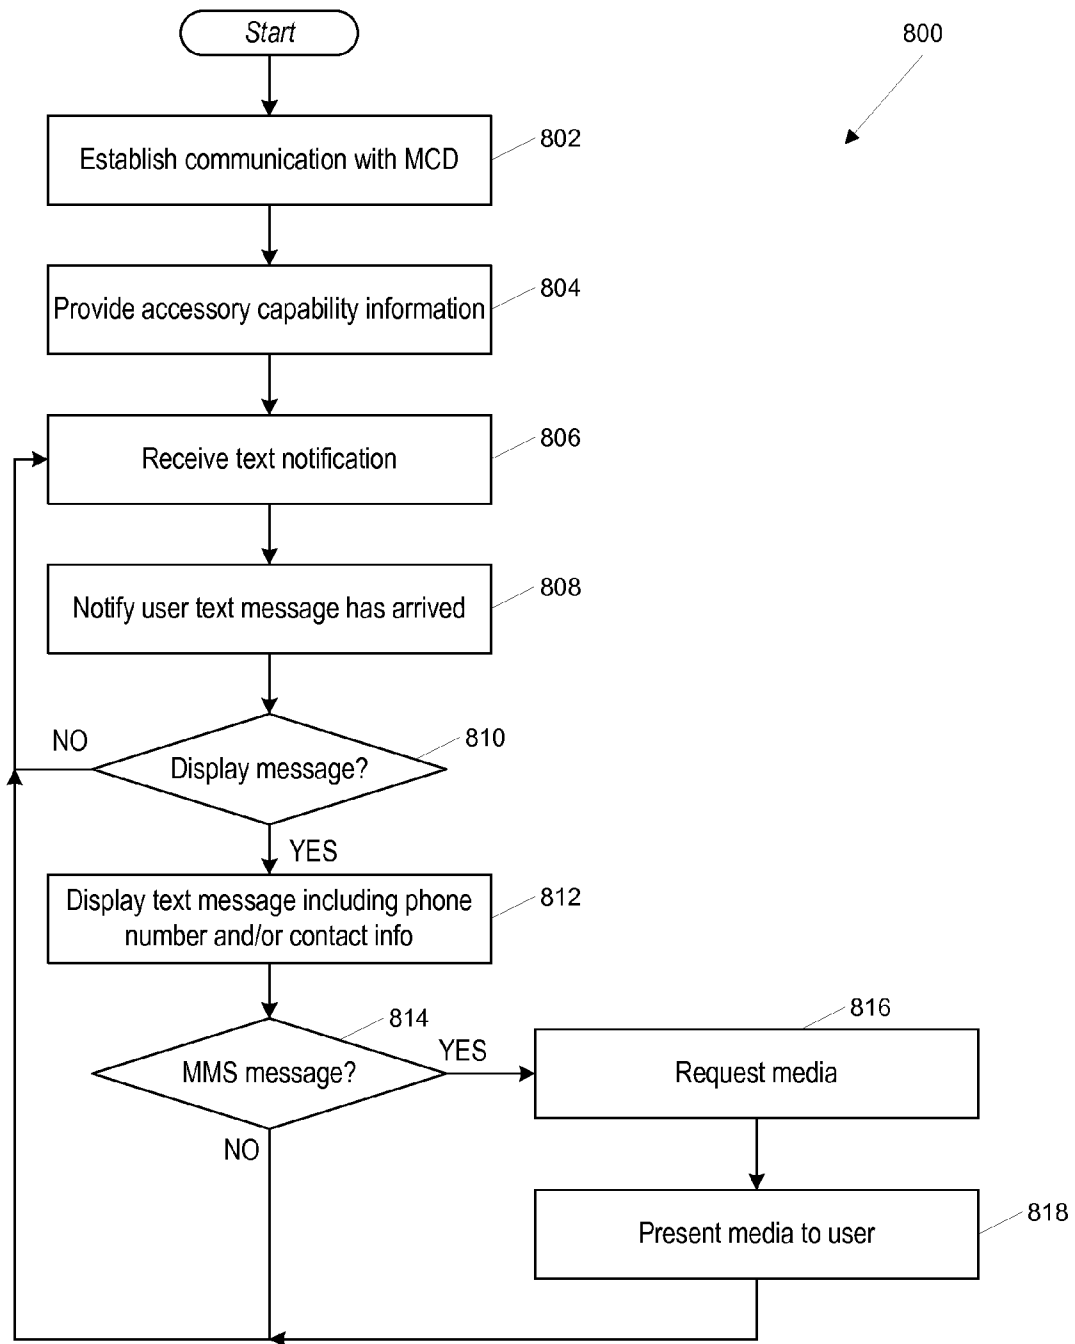 Start
800
Establish communication with MCD
802
Provide accessory capability information
804
Receive text notification
806
Notify user text message has arrived
808
NO
Display message?
810
YES
Display text message including phone
number and/or contact info
812
MMS message?
814
YES
NO
Request media
816
Present media to user
818